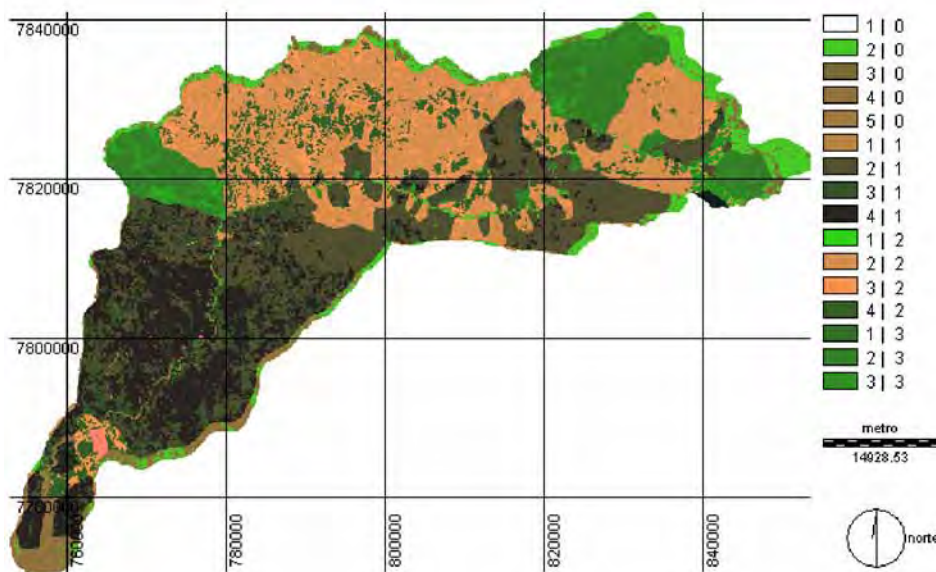 7840000
7820000
7800000
7780000
780000
800000
820000
840000
1 | 0
2 | 0
3 | 0
4 | 0
5 | 0
1 | 1
2 | 1
3 | 1
4 | 1
1 | 2
2 | 2
3 | 2
4 | 2
1 | 3
2 | 3
3 | 3
metro
14928.53
norte